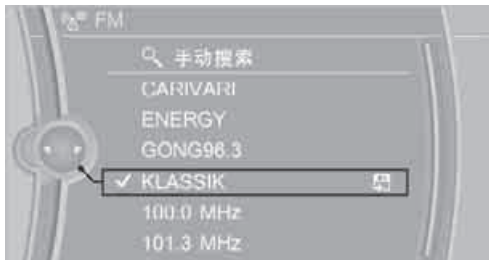 FM
手动搜索
CARIVARI
ENERGY
GONG96.3
KLASSIK
100.0 MHz
101.3 MHz